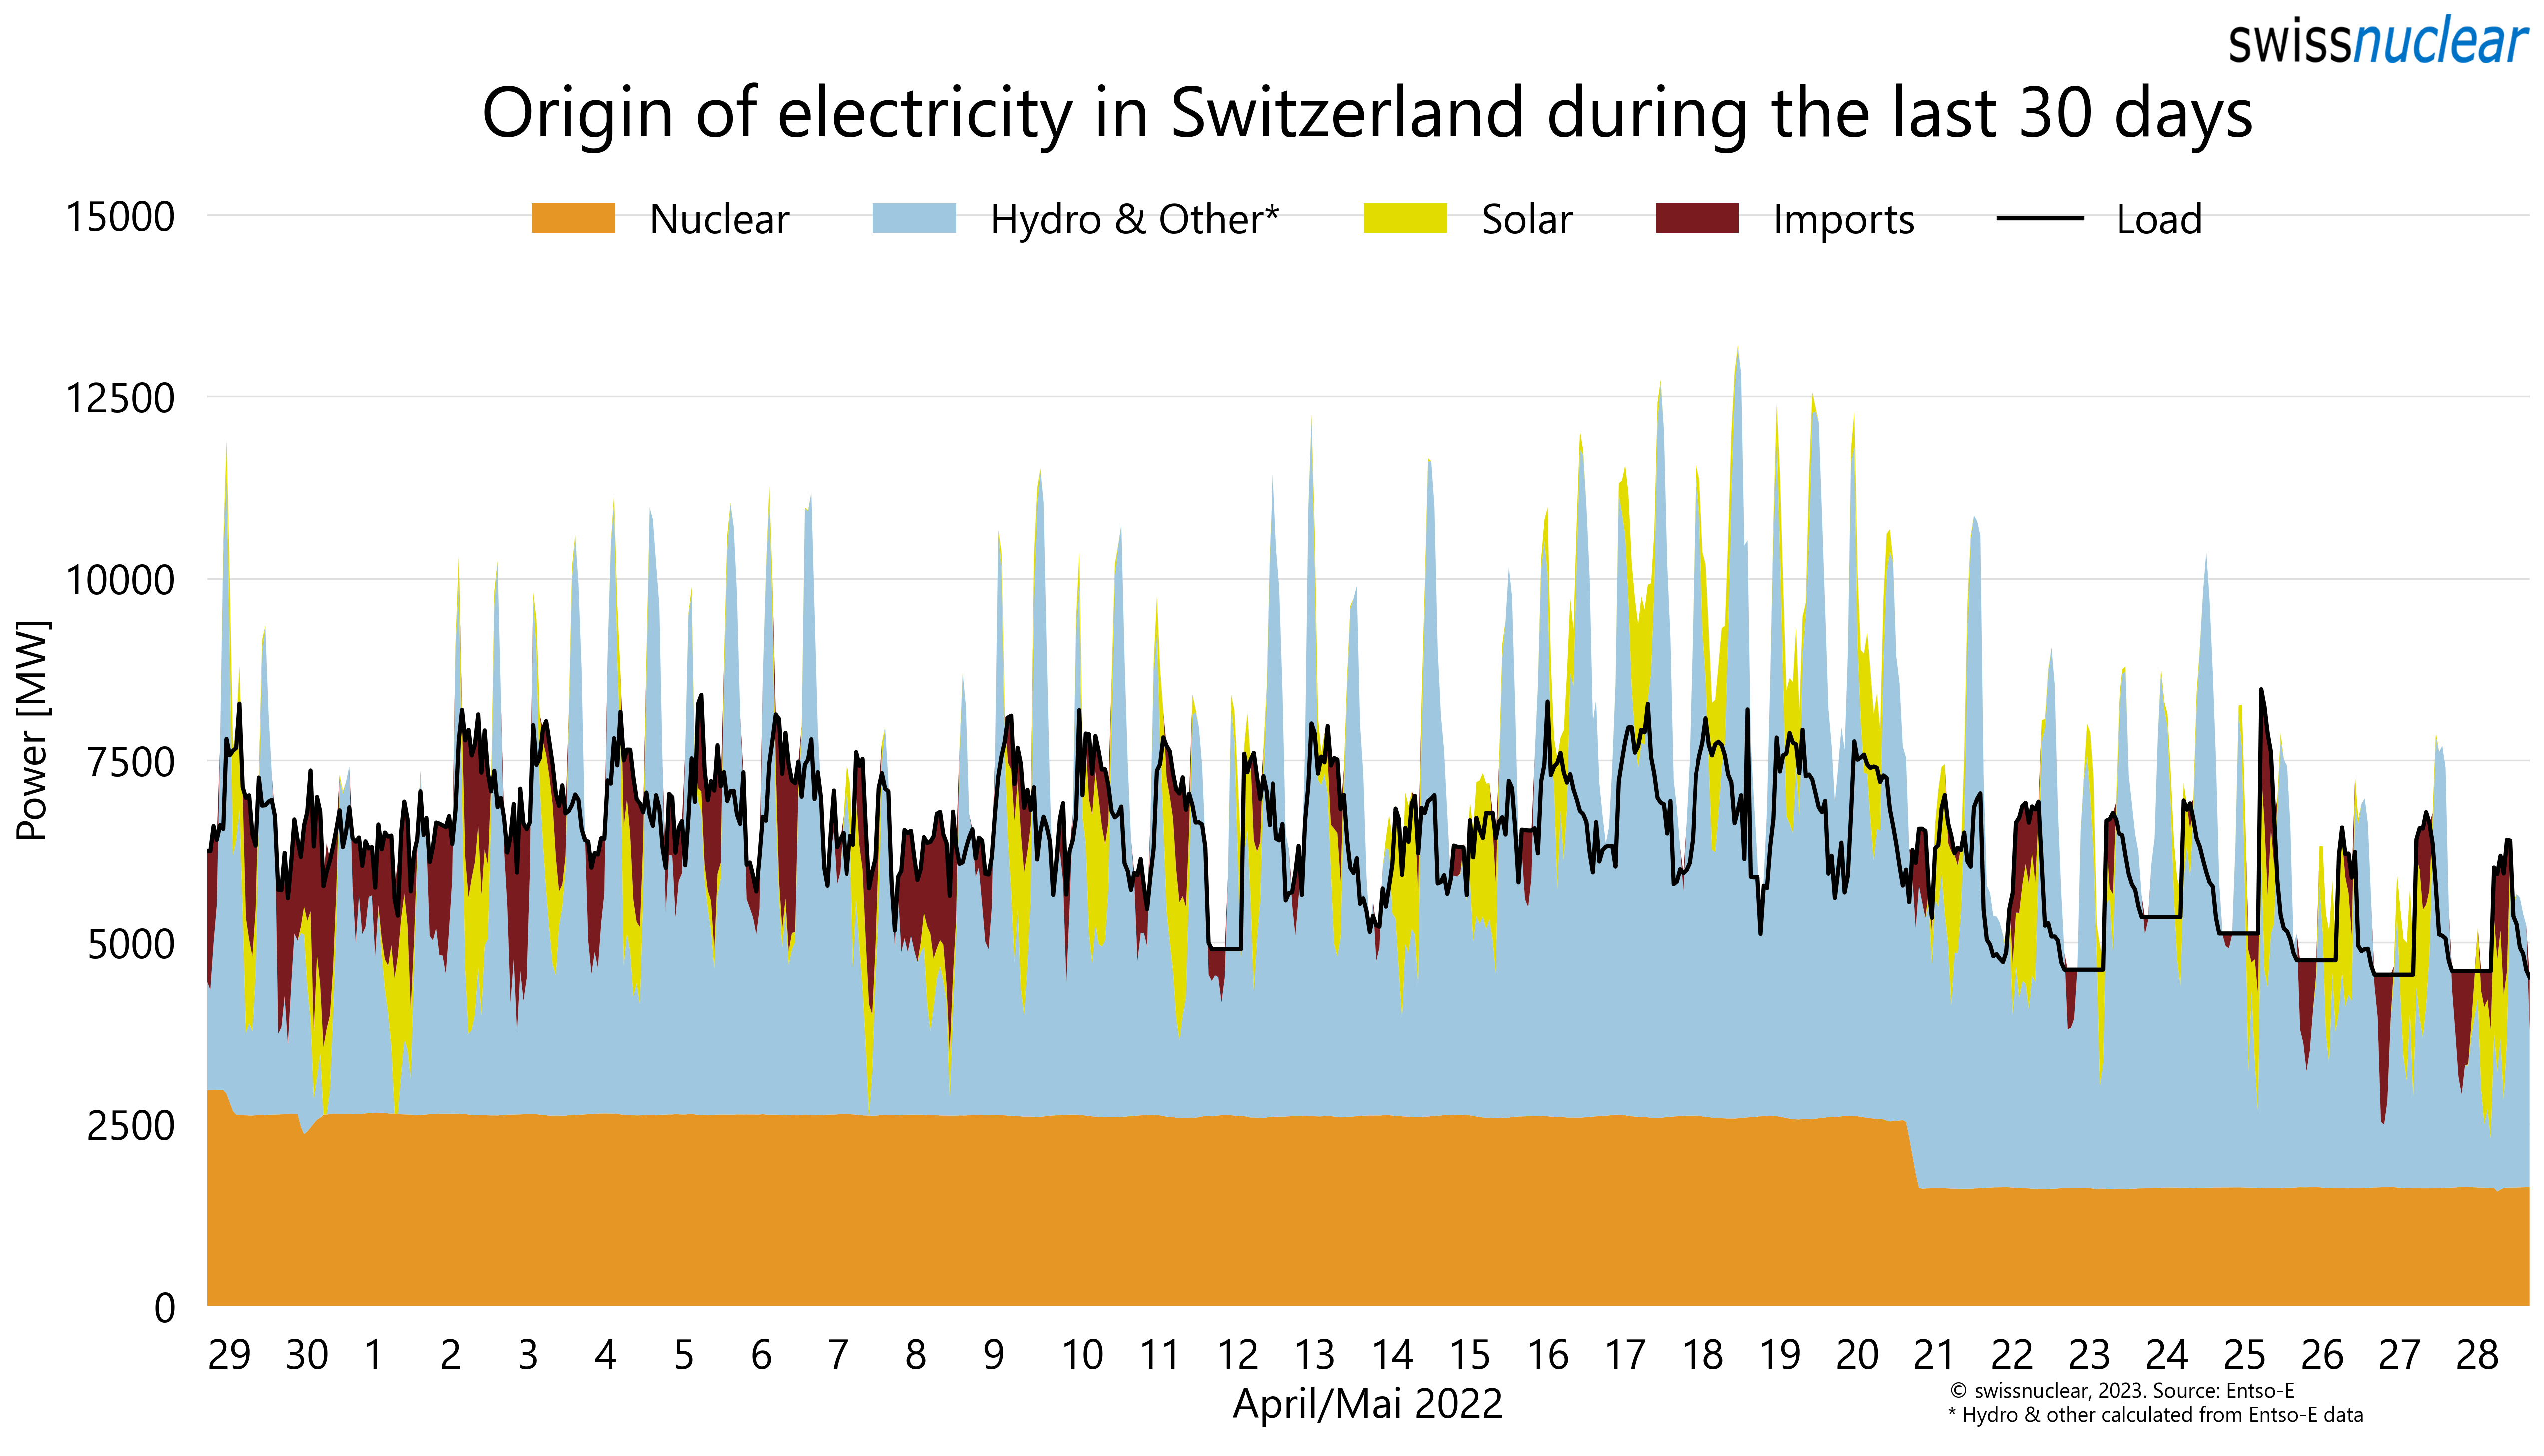 swissnuclear
Origin of electricity in Switzerland during the last 30 days
Nuclear Hydro & Other* Solar Imports Load
15000
12500
10000
7500
5000
2500
0
Power [MW]
29 30 1 2 3 4 5 6 7 8 9 10 11 12 13 14 15 16 17 18 19 20 21 22 23 24 25 26 27 28
April/Mai 2022
© swissnuclear, 2023. Source: Entso-E
* Hydro & other calculated from Entso-E data